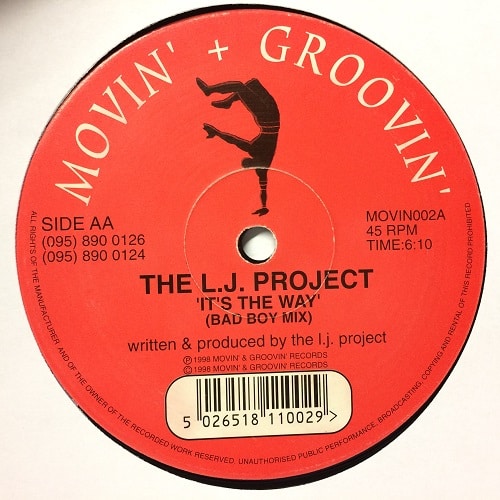 MOVIN' + GROOVIN'
SIDE AA
(095) 890 0126
(095) 890 0124
MOVIN002A
45 RPM
TIME:6:10
THE L.J. PROJECT
'IT'S THE WAY'
(BAD BOY MIX)
written & produced by the l.j. project
Ⓟ 1998 MOVIN' & GROOVIN' RECORDS
© 1998 MOVIN' & GROOVIN' RECORDS
5 026518 110029 >
ALL RIGHTS OF THE MANUFACTURER, AND OF THE OWNER OF THE RECORDED WORK RESERVED. UNAUTHORISED PUBLIC PERFORMANCE, BROADCASTING, COPYING AND RENTAL OF THIS RECORD PROHIBITED